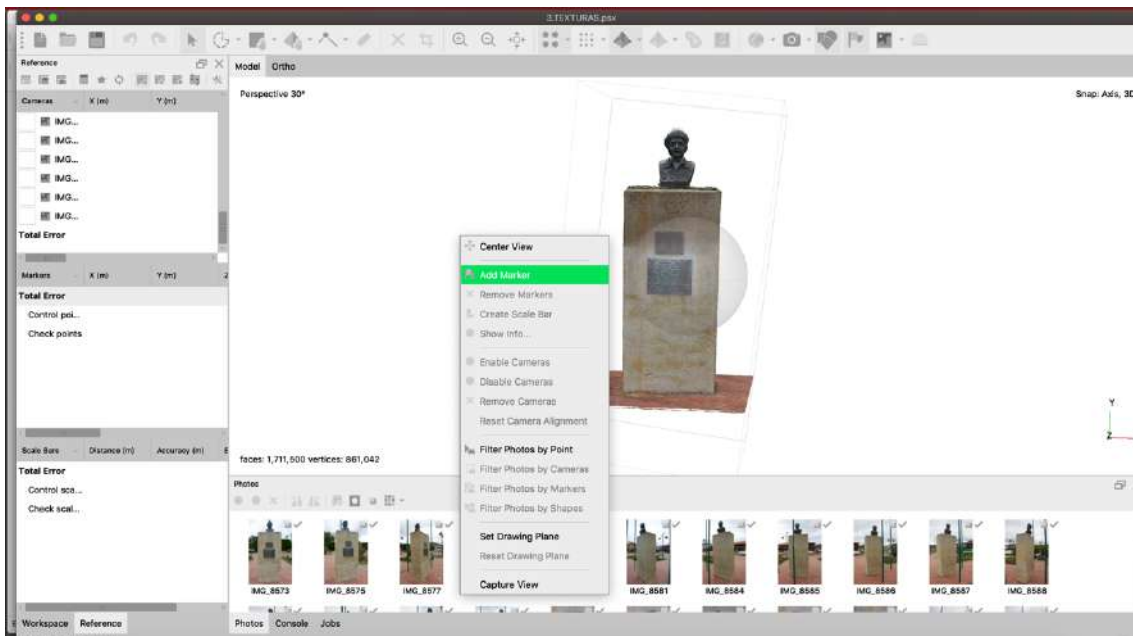 3.TEXTURAS.psx
Reference
Model Ortho
Cameras X (m) Y (m)
Perspective 30°
Snap: Axis, 3D
IMG...
IMG...
IMG...
IMG...
IMG...
IMG...
Total Error
Markers X (m) Y (m) Z
Total Error
Control poi...
Check points
Scale Bars Distance (m) Accuracy (m) E
Total Error
Control sca...
Check scal...
Center View
Add Marker
Remove Markers
Create Scale Bar
Show Info...
Enable Cameras
Disable Cameras
Remove Cameras
Reset Camera Alignment
Filter Photos by Point
Filter Photos by Cameras
Filter Photos by Markers
Filter Photos by Shapes
Set Drawing Plane
Reset Drawing Plane
Capture View
Y
Z
faces: 1,711,500 vertices: 861,042
Photos
IMG_8573 IMG_8575 IMG_8577 IMG_8581 IMG_8584 IMG_8585 IMG_8586 IMG_8587 IMG_8588
Workspace Reference
Photos Console Jobs